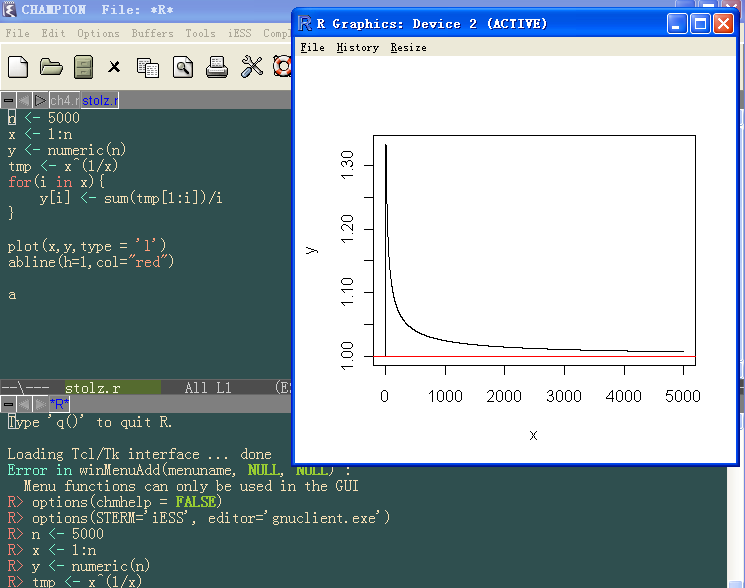 CHAMPION  File: *R*
File Edit Options Buffers Tools iESS Compl
ch4.r stolz.r
n <- 5000
x <- 1:n
y <- numeric(n)
tmp <- x^(1/x)
for(i in x){
    y[i] <- sum(tmp[1:i])/i
}
plot(x,y,type = 'l')
abline(h=1,col="red")
a
--\---  stolz.r        All L1     (ES
*R*
Type 'q()' to quit R.
Loading Tcl/Tk interface ... done
Error in winMenuAdd(menuname, NULL, NULL) :
  Menu functions can only be used in the GUI
R> options(chmhelp = FALSE)
R> options(STERM='iESS', editor='gnuclient.exe')
R> n <- 5000
R> x <- 1:n
R> y <- numeric(n)
R> tmp <- x^(1/x)
R Graphics: Device 2 (ACTIVE)
File History Resize
1.30
1.20
1.10
1.00
y
0 1000 2000 3000 4000 5000
x